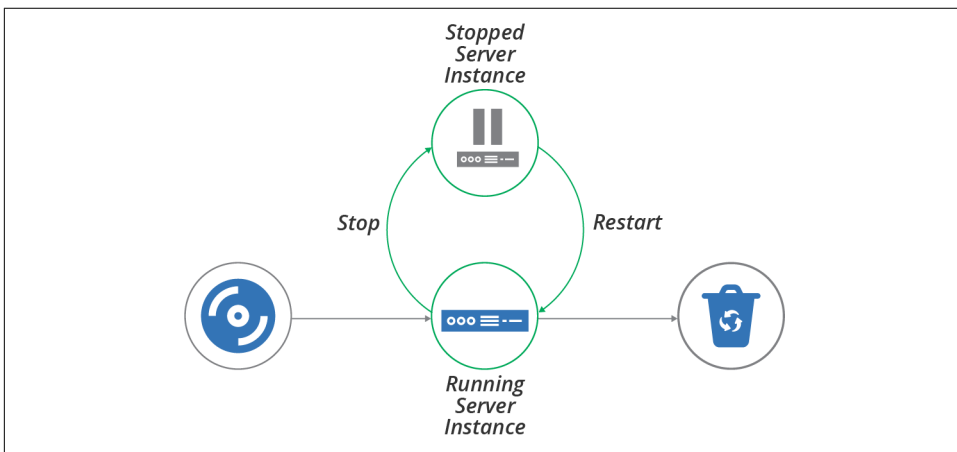 Stopped
Server
Instance
Stop
Restart
Running
Server
Instance